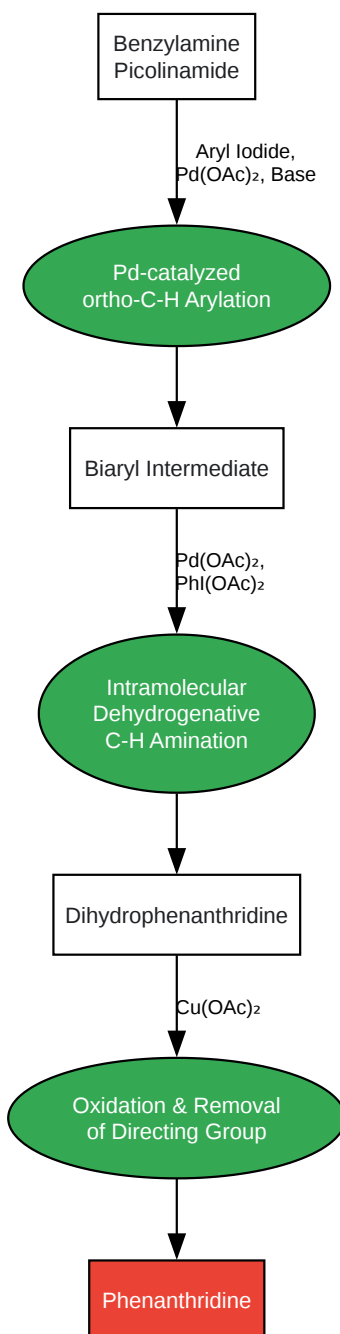 Benzylamine
Picolinamide
Aryl Iodide,
Pd(OAc)₂, Base
Pd-catalyzed
ortho-C-H Arylation
Biaryl Intermediate
Pd(OAc)₂,
PhI(OAc)₂
Intramolecular
Dehydrogenative
C-H Amination
Dihydrophenanthridine
Cu(OAc)₂
Oxidation & Removal
of Directing Group
Phenanthridine